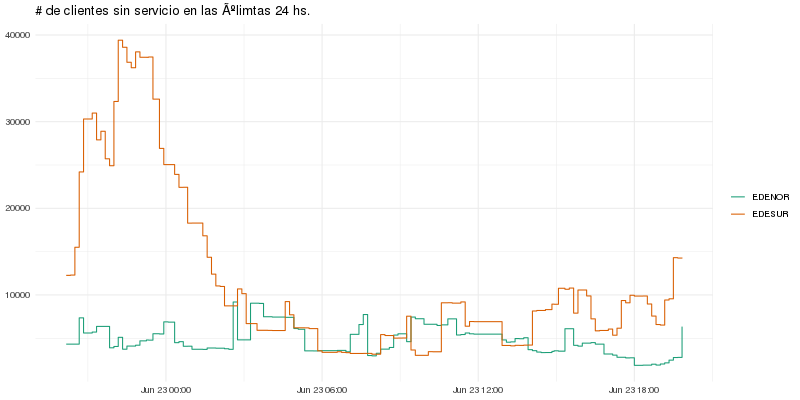 # de clientes sin servicio en las Ãºlimtas 24 hs.
40000
30000
20000
10000
Jun 23 00:00
Jun 23 06:00
Jun 23 12:00
Jun 23 18:00
EDENOR
EDESUR